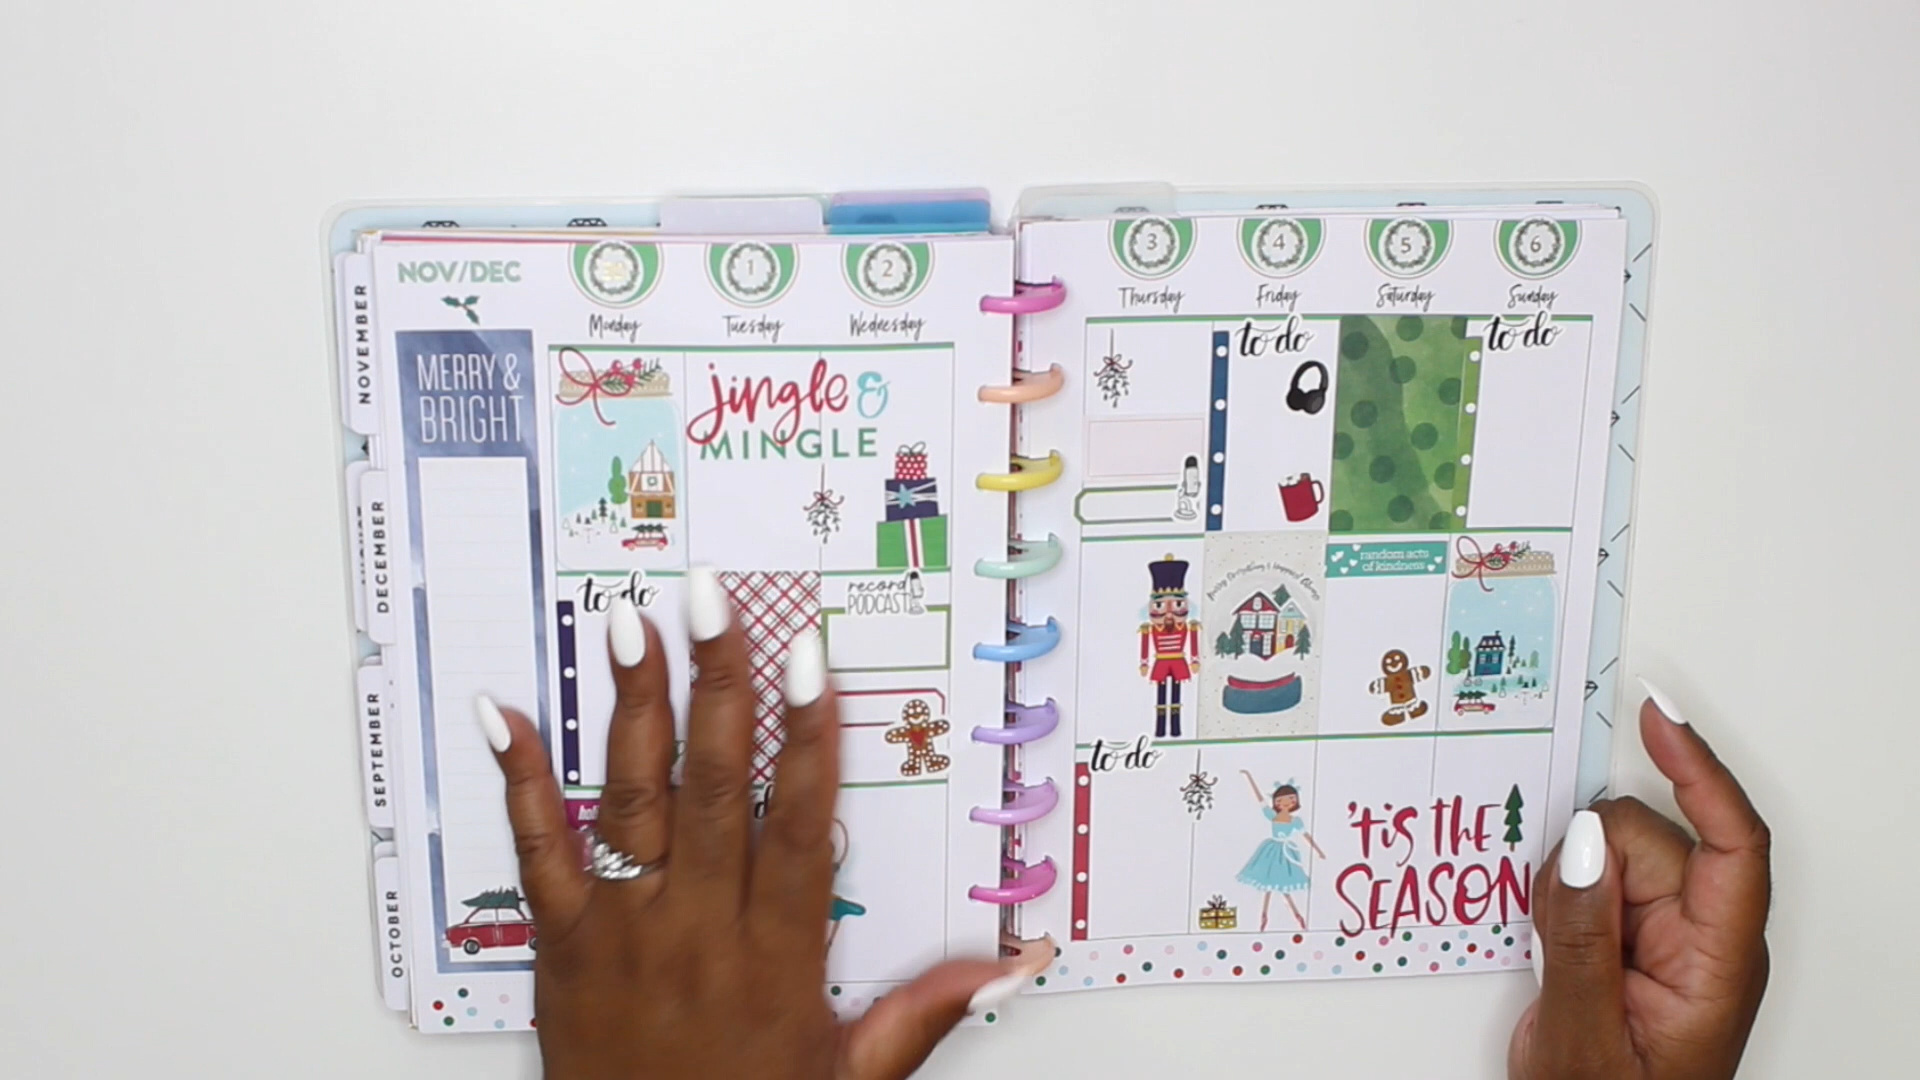 NOV/DEC
1
2
3
4
5
6
Monday
Tuesday
Wednesday
Thursday
Friday
Saturday
Sunday
NOVEMBER
DECEMBER
SEPTEMBER
OCTOBER
MERRY &
BRIGHT
jingle &
MINGLE
to do
record
PODCAST
to do
to do
random acts
of kindness
to do
'tis the
SEASON